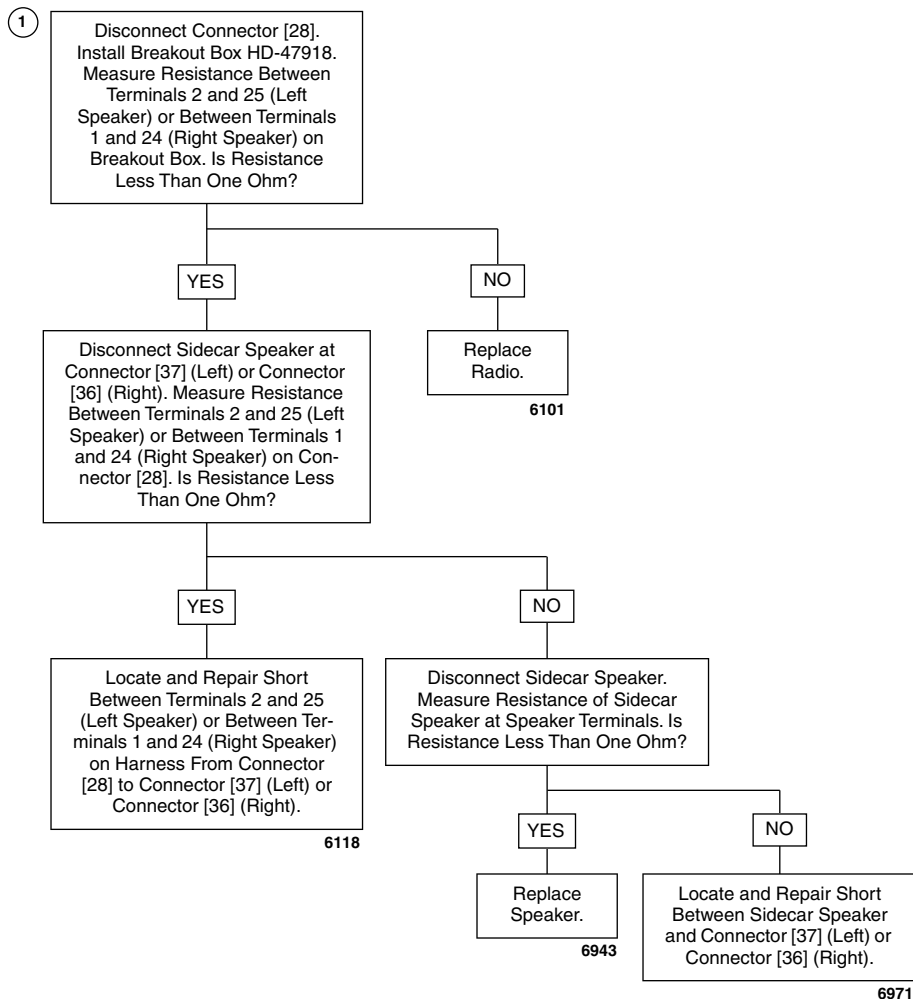 1
Disconnect Connector [28].
Install Breakout Box HD-47918.
Measure Resistance Between
Terminals 2 and 25 (Left
Speaker) or Between Terminals
1 and 24 (Right Speaker) on
Breakout Box. Is Resistance
Less Than One Ohm?
YES
NO
Disconnect Sidecar Speaker at
Connector [37] (Left) or Connector
[36] (Right). Measure Resistance
Between Terminals 2 and 25 (Left
Speaker) or Between Terminals 1
and 24 (Right Speaker) on Con-
nector [28]. Is Resistance Less
Than One Ohm?
Replace
Radio.
6101
YES
NO
Locate and Repair Short
Between Terminals 2 and 25
(Left Speaker) or Between Ter-
minals 1 and 24 (Right Speaker)
on Harness From Connector
[28] to Connector [37] (Left) or
Connector [36] (Right).
6118
Disconnect Sidecar Speaker.
Measure Resistance of Sidecar
Speaker at Speaker Terminals. Is
Resistance Less Than One Ohm?
YES
NO
Replace
Speaker.
6943
Locate and Repair Short
Between Sidecar Speaker
and Connector [37] (Left) or
Connector [36] (Right).
6971